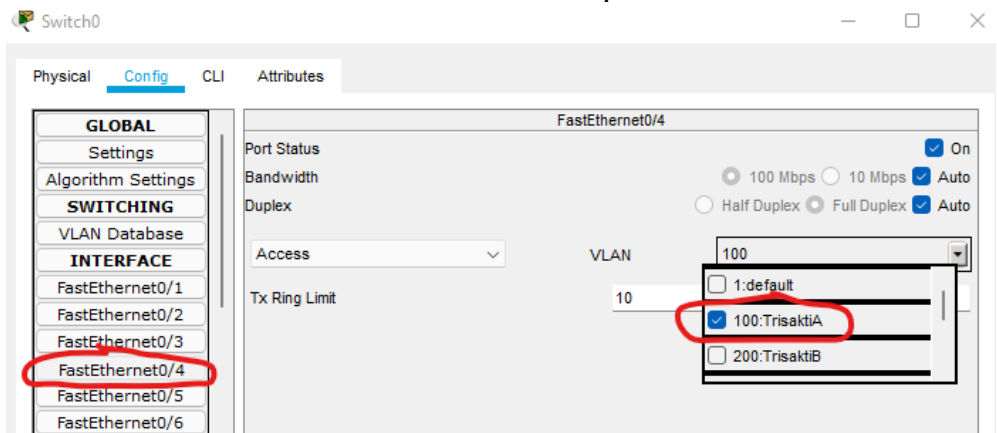 Switch0
Physical Config CLI Attributes
GLOBAL
Settings
Algorithm Settings
SWITCHING
VLAN Database
INTERFACE
FastEthernet0/1
FastEthernet0/2
FastEthernet0/3
FastEthernet0/4
FastEthernet0/5
FastEthernet0/6
FastEthernet0/4
Port Status On
Bandwidth 100 Mbps 10 Mbps Auto
Duplex Half Duplex Full Duplex Auto
Access VLAN 100
Tx Ring Limit 10
1:default
100:TrisaktiA
200:TrisaktiB